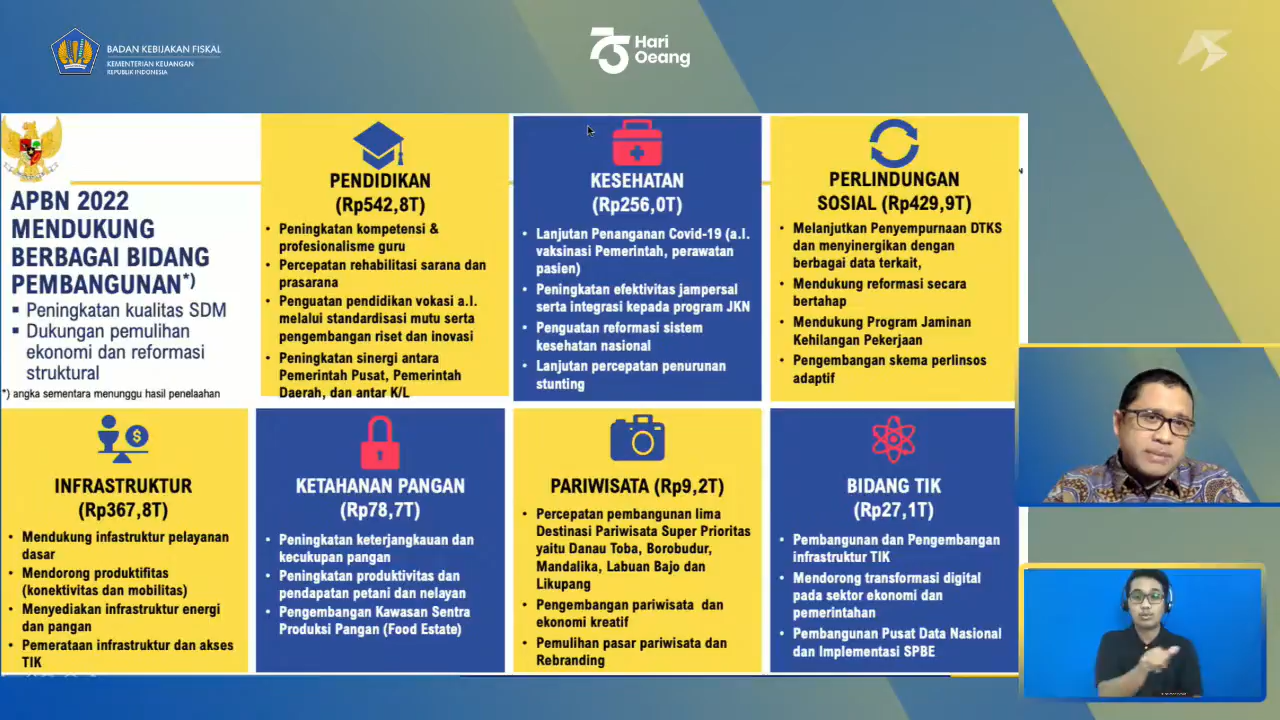 BADAN KEBIJAKAN FISKAL
KEMENTERIAN KEUANGAN
REPUBLIK INDONESIA
75 Hari
Oeang
APBN 2022
MENDUKUNG
BERBAGAI BIDANG
PEMBANGUNAN*)
▪ Peningkatan kualitas SDM
▪ Dukungan pemulihan
ekonomi dan reformasi
struktural
*) angka sementara menunggu hasil penelaahan
PENDIDIKAN
(Rp542,8T)
• Peningkatan kompetensi &
profesionalisme guru
• Percepatan rehabilitasi sarana dan
prasarana
• Penguatan pendidikan vokasi a.l.
melalui standardisasi mutu serta
pengembangan riset dan inovasi
• Peningkatan sinergi antara
Pemerintah Pusat, Pemerintah
Daerah, dan antar K/L
KESEHATAN
(Rp256,0T)
• Lanjutan Penanganan Covid-19 (a.l.
vaksinasi Pemerintah, perawatan
pasien)
• Peningkatan efektivitas jampersal
serta integrasi kepada program JKN
• Penguatan reformasi sistem
kesehatan nasional
• Lanjutan percepatan penurunan
stunting
PERLINDUNGAN
SOSIAL (Rp429,9T)
• Melanjutkan Penyempurnaan DTKS
dan menyinergikan dengan
berbagai data terkait,
• Mendukung reformasi secara
bertahap
• Mendukung Program Jaminan
Kehilangan Pekerjaan
• Pengembangan skema perlinsos
adaptif
INFRASTRUKTUR
(Rp367,8T)
• Mendukung infastruktur pelayanan
dasar
• Mendorong produktifitas
(konektivitas dan mobilitas)
• Menyediakan infrastruktur energi
dan pangan
• Pemerataan infrastruktur dan akses
TIK
KETAHANAN PANGAN
(Rp78,7T)
• Peningkatan keterjangkauan dan
kecukupan pangan
• Peningkatan produktivitas dan
pendapatan petani dan nelayan
• Pengembangan Kawasan Sentra
Produksi Pangan (Food Estate)
PARIWISATA (Rp9,2T)
• Percepatan pembangunan lima
Destinasi Pariwisata Super Prioritas
yaitu Danau Toba, Borobudur,
Mandalika, Labuan Bajo dan
Likupang
• Pengembangan pariwisata dan
ekonomi kreatif
• Pemulihan pasar pariwisata dan
Rebranding
BIDANG TIK
(Rp27,1T)
• Pembangunan dan Pengembangan
infrastruktur TIK
• Mendorong transformasi digital
pada sektor ekonomi dan
pemerintahan
• Pembangunan Pusat Data Nasional
dan Implementasi SPBE